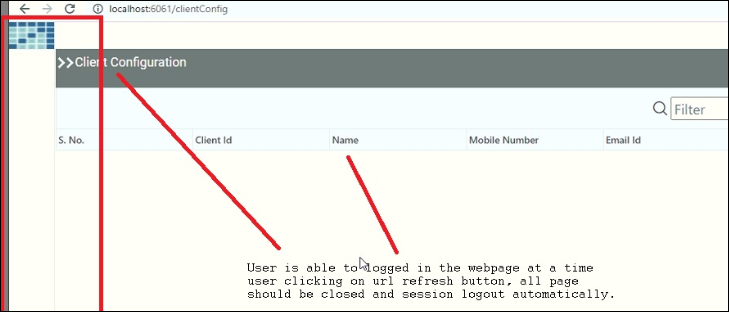 localhost:6061/clientConfig
>>Client Configuration
Filter
S. No. Client Id Name Mobile Number Email Id
User is able to logged in the webpage at a time
user clicking on url refresh button, all page
should be closed and session logout automatically.